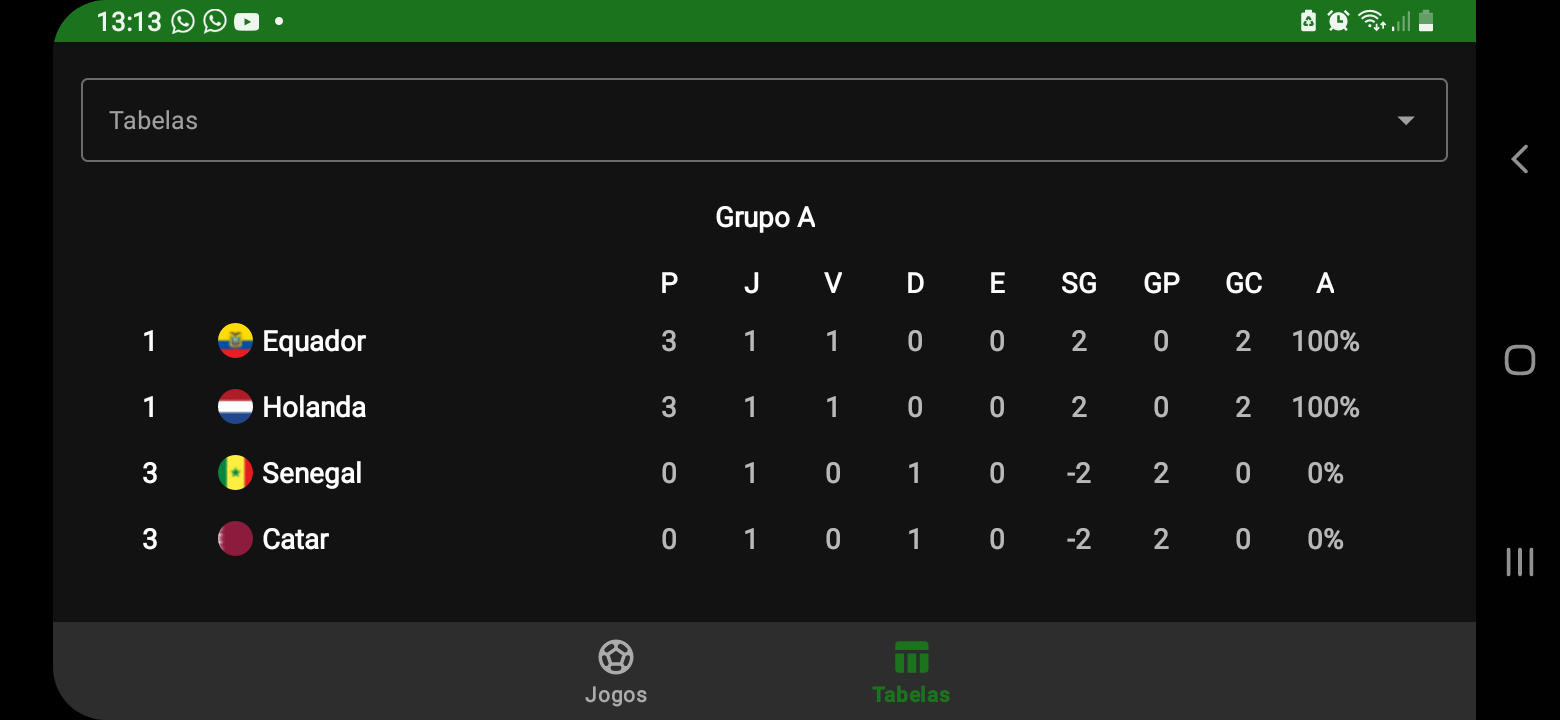 13:13
Tabelas
Grupo A
P J V D E SG GP GC A
1 Equador 3 1 1 0 0 2 0 2 100%
1 Holanda 3 1 1 0 0 2 0 2 100%
3 Senegal 0 1 0 1 0 -2 2 0 0%
3 Catar 0 1 0 1 0 -2 2 0 0%
Jogos Tabelas